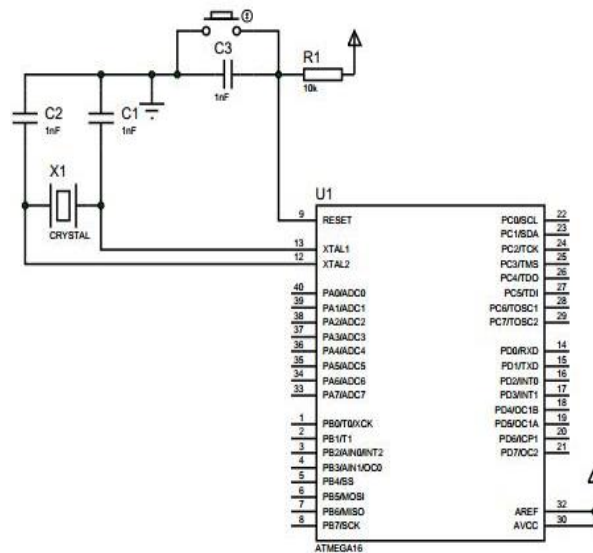 C3
1nF
R1
10k
C2
1nF
C1
1nF
X1
CRYSTAL
U1
9 RESET
13 XTAL1
12 XTAL2
40 PA0/ADC0
39 PA1/ADC1
38 PA2/ADC2
37 PA3/ADC3
36 PA4/ADC4
35 PA5/ADC5
34 PA6/ADC6
33 PA7/ADC7
1 PB0/T0/XCK
2 PB1/T1
3 PB2/AIN0/INT2
4 PB3/AIN1/OC0
5 PB4/SS
6 PB5/MOSI
7 PB6/MISO
8 PB7/SCK
PC0/SCL 22
PC1/SDA 23
PC2/TCK 24
PC3/TMS 25
PC4/TDO 26
PC5/TDI 27
PC6/TOSC1 28
PC7/TOSC2 29
PD0/RXD 14
PD1/TXD 15
PD2/INT0 16
PD3/INT1 17
PD4/OC1B 18
PD5/OC1A 19
PD6/ICP1 20
PD7/OC2 21
AREF 32
AVCC 30
ATMEGA16